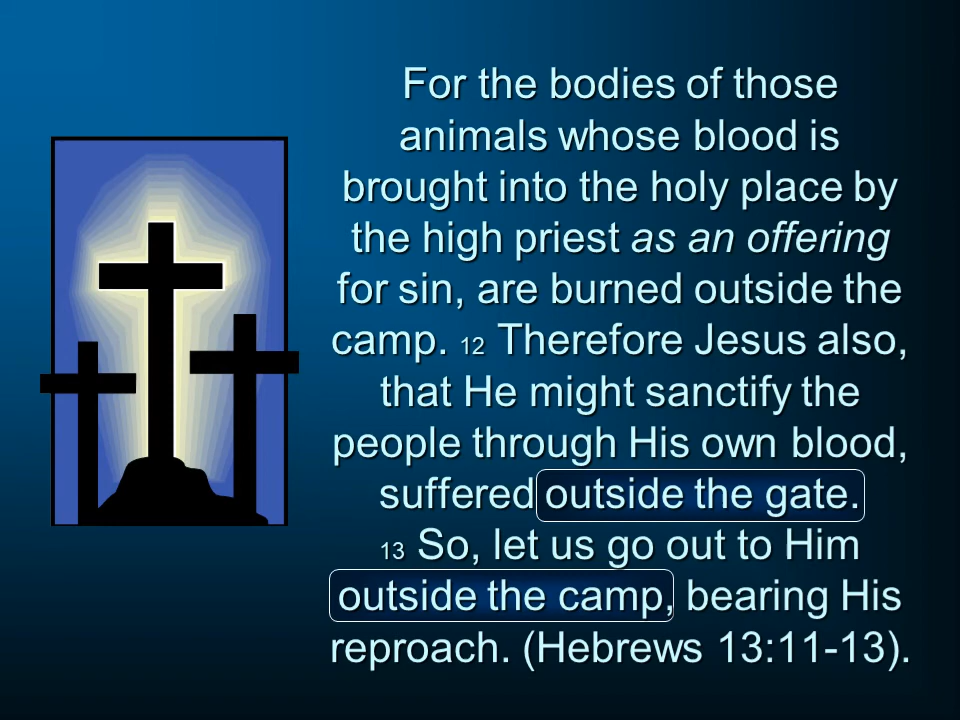 For the bodies of those
animals whose blood is
brought into the holy place by
the high priest as an offering
for sin, are burned outside the
camp. 12 Therefore Jesus also,
that He might sanctify the
people through His own blood,
suffered outside the gate.
13 So, let us go out to Him
outside the camp, bearing His
reproach. (Hebrews 13:11-13).